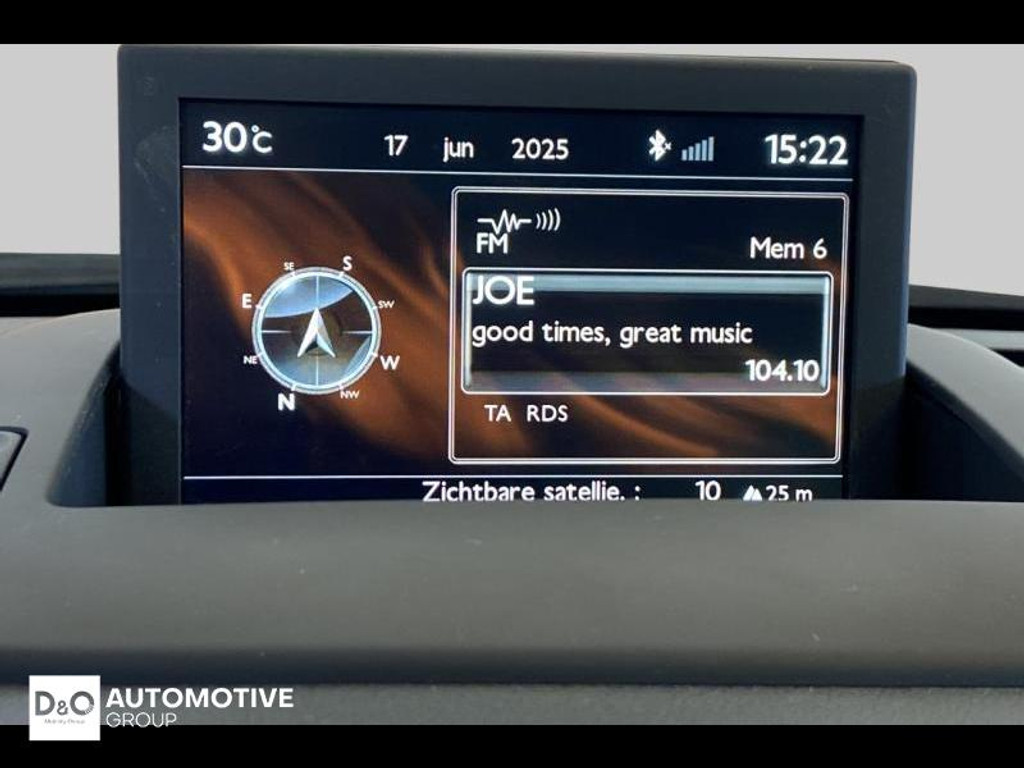 30°C 17 jun 2025 15:22
FM
Mem 6
JOE
good times, great music
104.10
TA RDS
SE S
E SW
NE W
N NW
Zichtbare satellie. : 10 25 m
D&O AUTOMOTIVE
GROUP